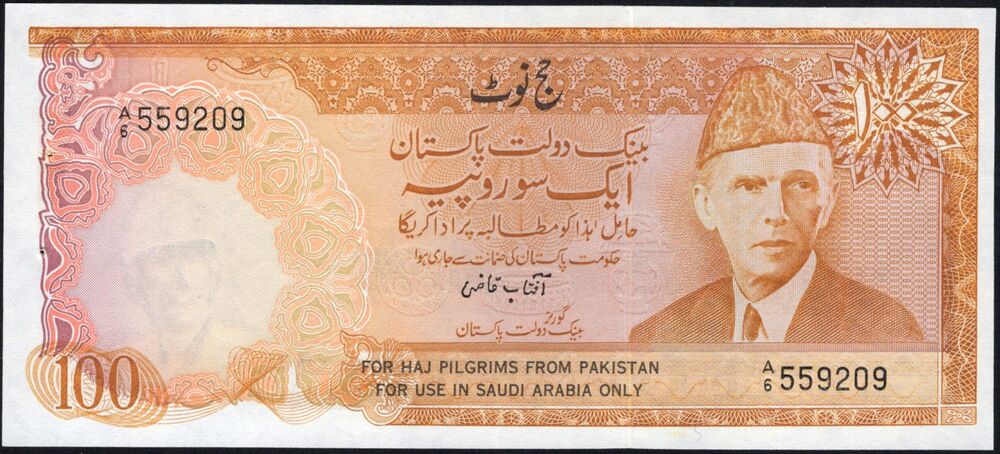 حج نوٹ
A/6 559209
بینک دولت پاکستان
ایک سو روپیہ
حامل ہٰذا کو مطالبہ پر ادا کریگا
حکومت پاکستان کی ضمانت سے جاری ہوا
آفتاب قاضی
گورنر
بینک دولت پاکستان
۱۰۰
100
FOR HAJ PILGRIMS FROM PAKISTAN
FOR USE IN SAUDI ARABIA ONLY
A/6 559209